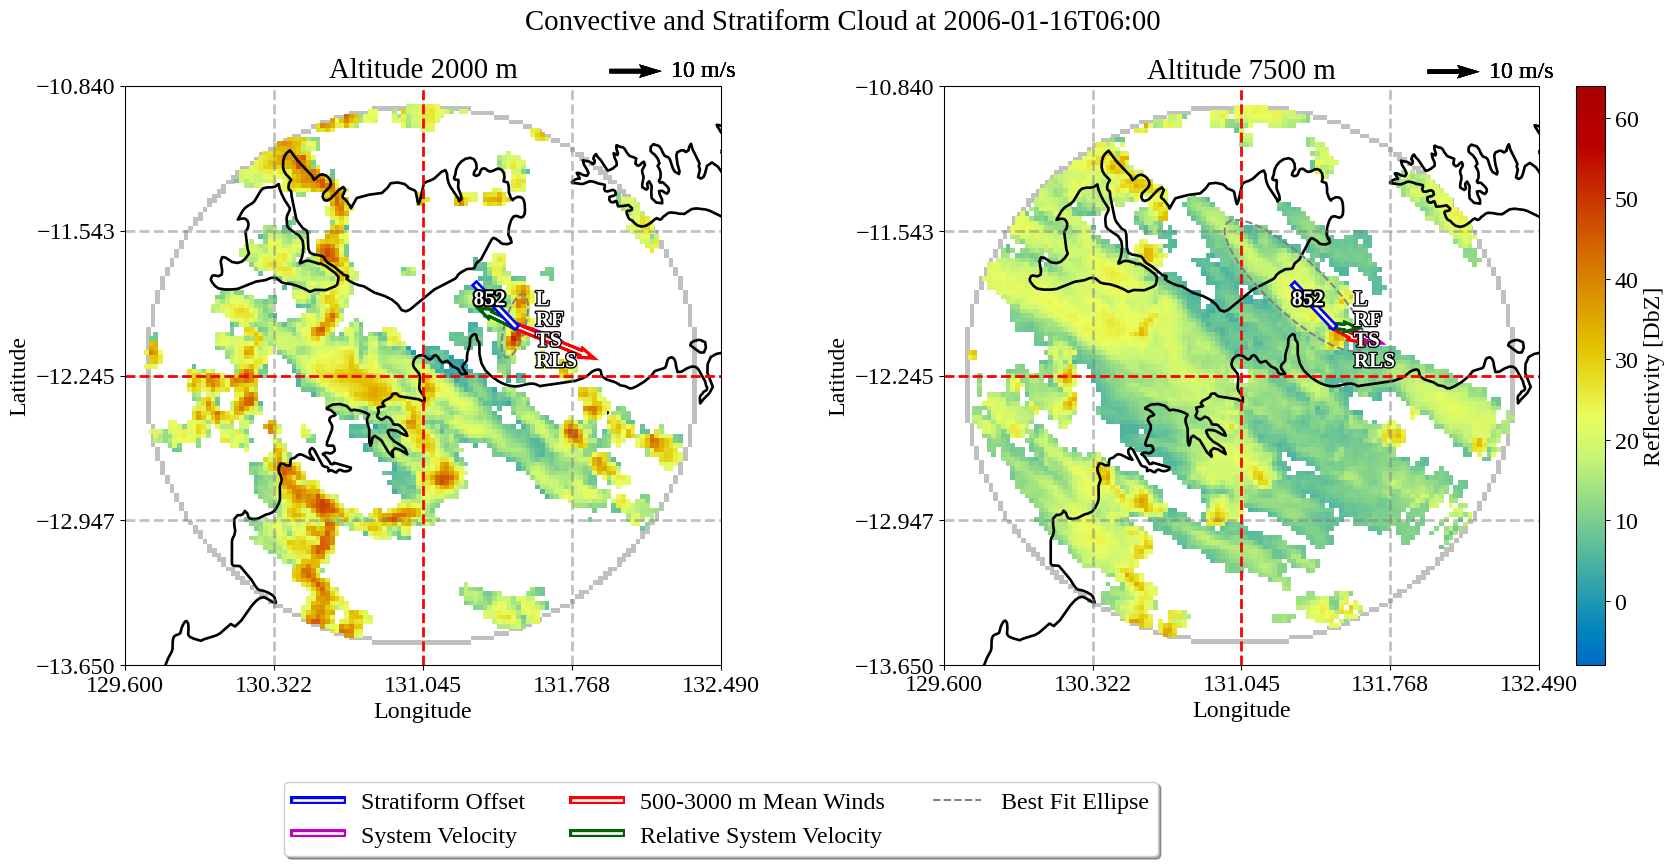 Convective and Stratiform Cloud at 2006-01-16T06:00
Altitude 2000 m
10 m/s
Altitude 7500 m
10 m/s
−10.840
−11.543
−12.245
−12.947
−13.650
Latitude
129.600
130.322
131.045
131.768
132.490
Longitude
852
L
RF
TS
RLS
−10.840
−11.543
−12.245
−12.947
−13.650
Latitude
129.600
130.322
131.045
131.768
132.490
Longitude
852
L
RF
TS
RLS
60
50
40
30
20
10
0
Reflectivity [DbZ]
Stratiform Offset
System Velocity
500-3000 m Mean Winds
Relative System Velocity
Best Fit Ellipse